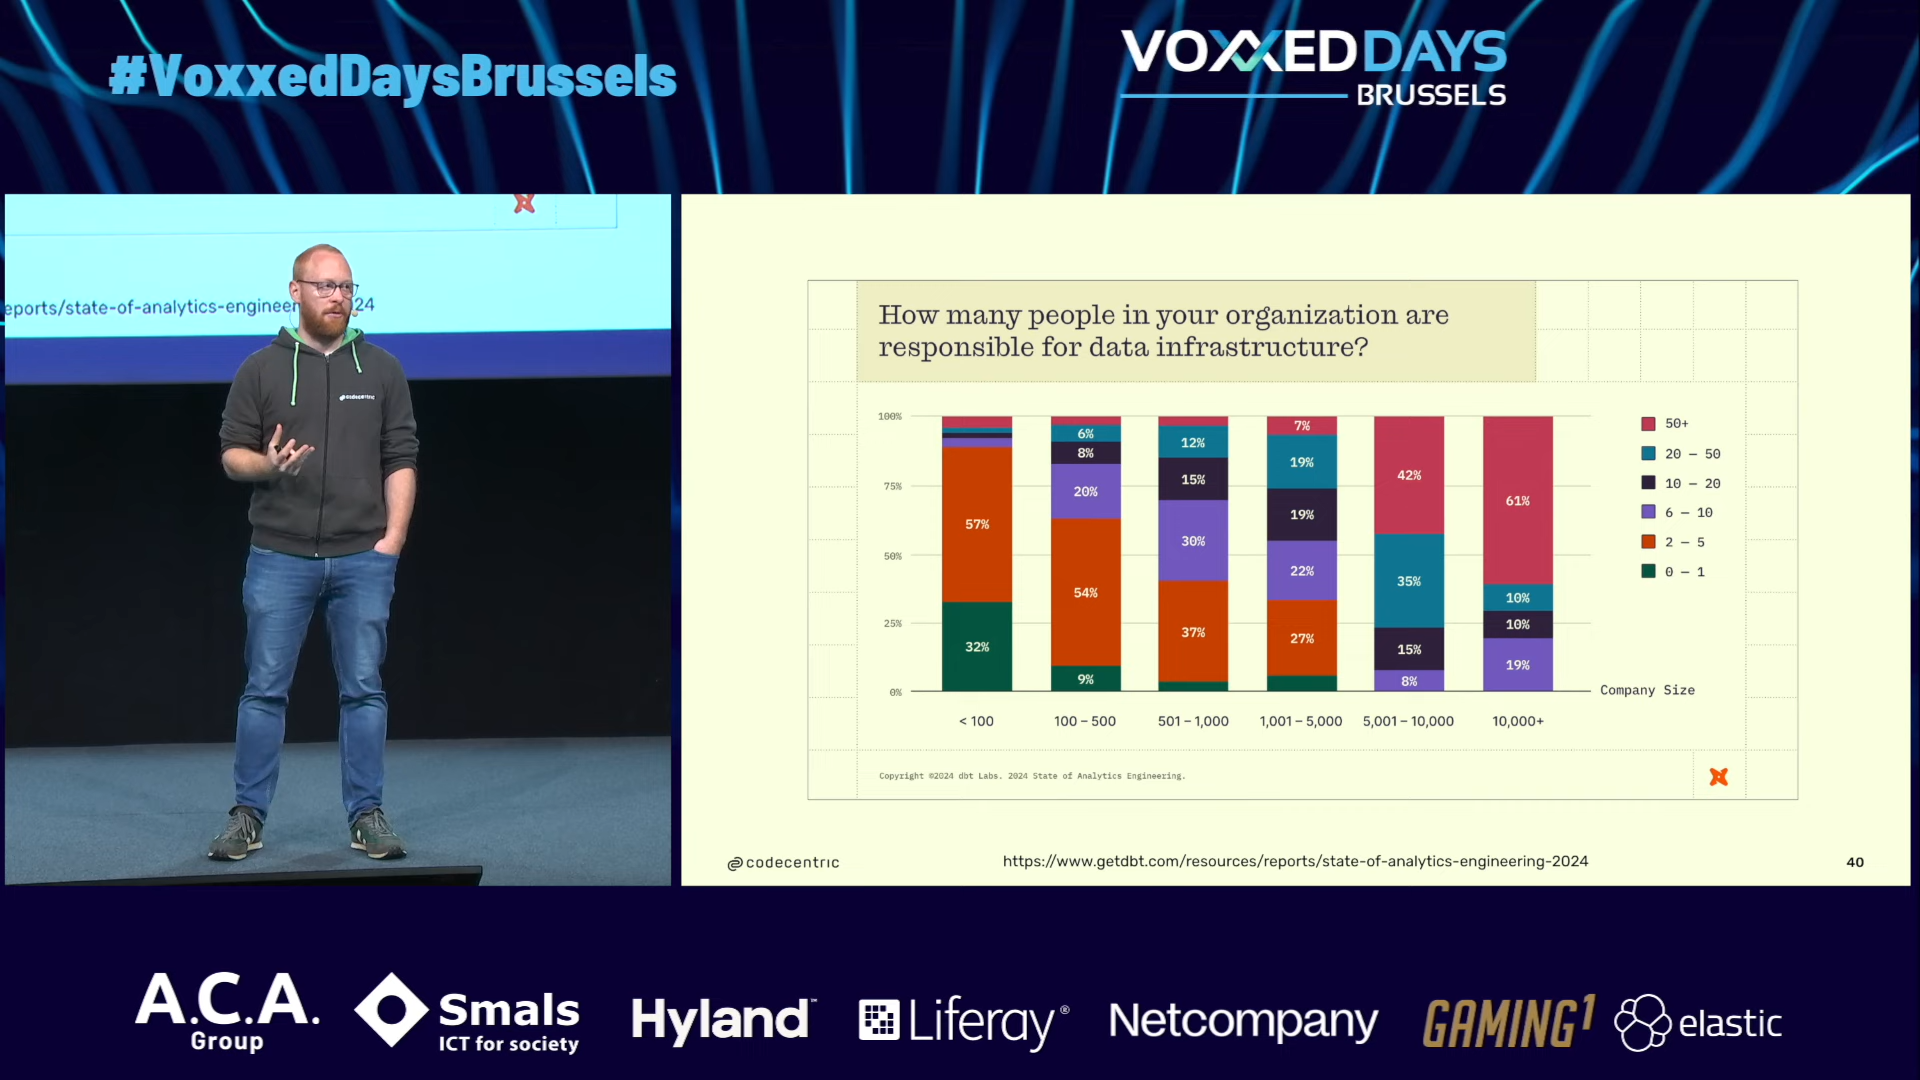 #VoxxedDaysBrussels
VOXXED DAYS
BRUSSELS
eports/state-of-analytics-engineer 24
codecentric
How many people in your organization are
responsible for data infrastructure?
100%
75%
50%
25%
0%
57%
32%
6%
8%
20%
54%
9%
12%
15%
30%
37%
7%
19%
19%
22%
27%
42%
35%
15%
8%
61%
10%
10%
19%
50+
20 – 50
10 – 20
6 – 10
2 – 5
0 – 1
Company Size
< 100
100 – 500
501 – 1,000
1,001 – 5,000
5,001 – 10,000
10,000+
Copyright ©2024 dbt Labs. 2024 State of Analytics Engineering.
codecentric
https://www.getdbt.com/resources/reports/state-of-analytics-engineering-2024
40
A.C.A.
Group
Smals
ICT for society
Hyland™
Liferay®
Netcompany
GAMING1
elastic